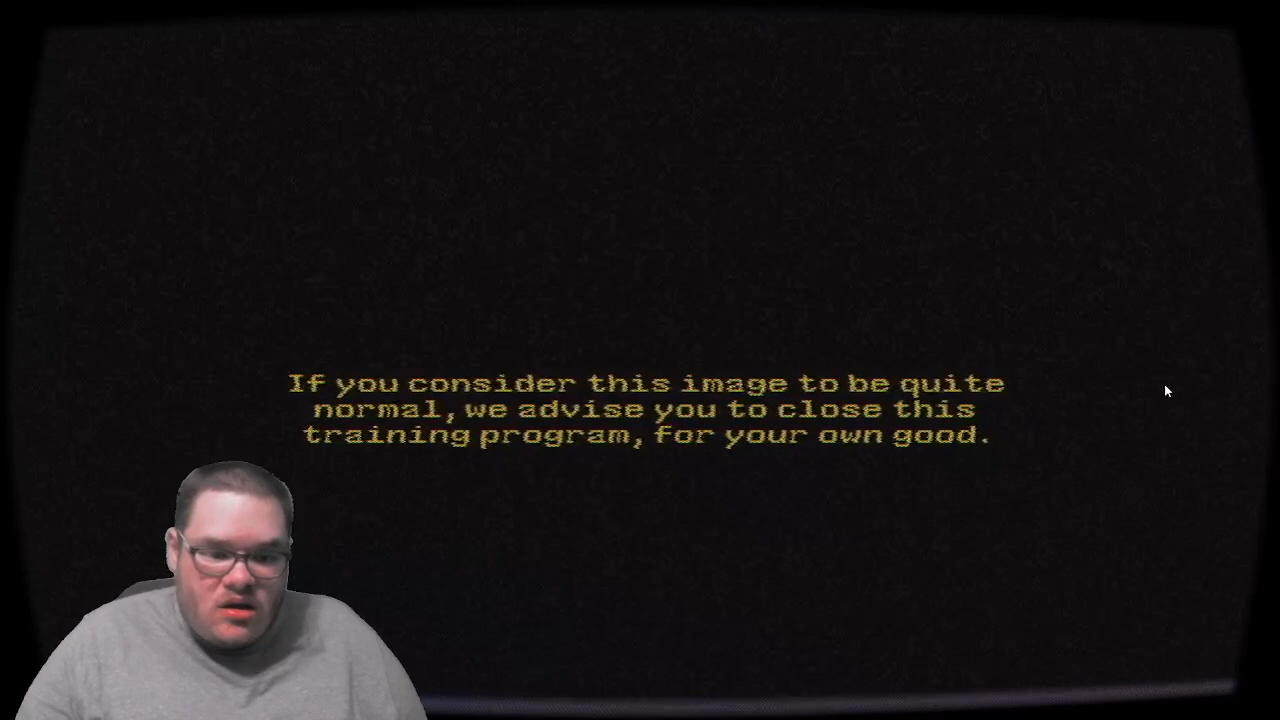 If you consider this image to be quite
normal, we advise you to close this
training program, for your own good.